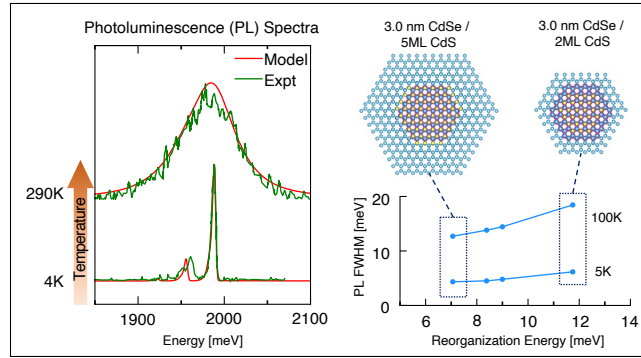 Photoluminescence (PL) Spectra
Model
Expt
290K
4K
Temperature
1900
2000
2100
Energy [meV]
3.0 nm CdSe /
5ML CdS
3.0 nm CdSe /
2ML CdS
PL FWHM [meV]
20
10
0
100K
5K
6
8
10
12
14
Reorganization Energy [meV]